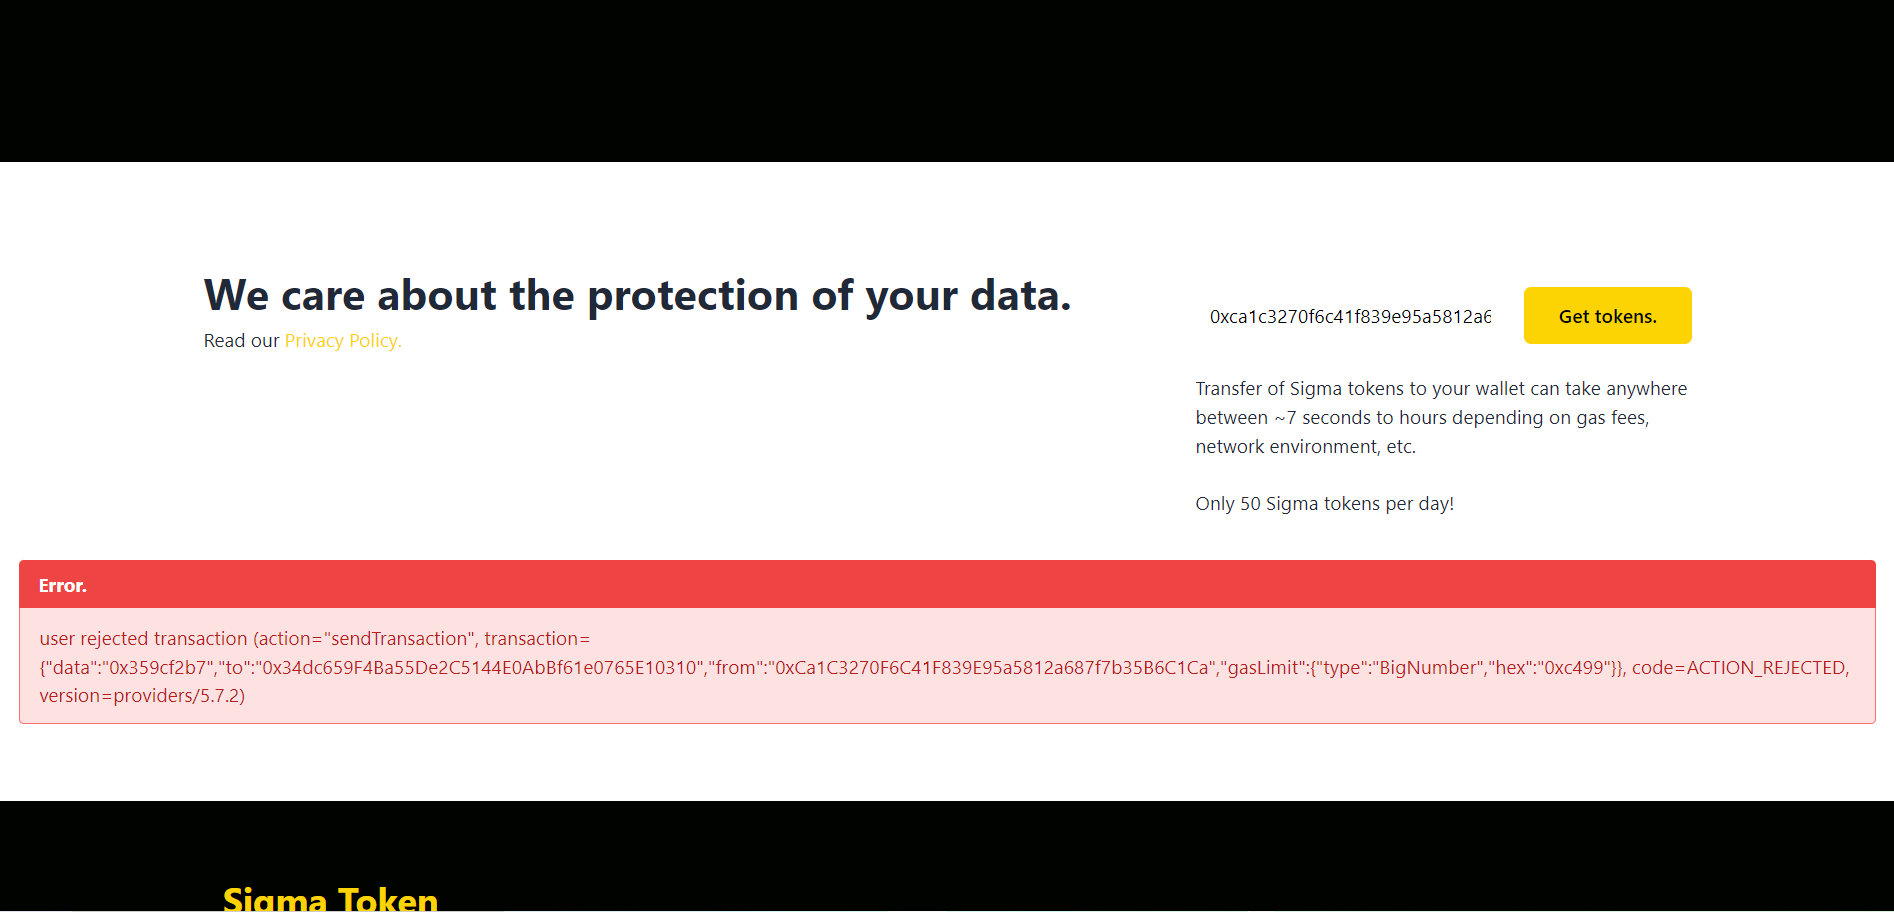 We care about the protection of your data.
Read our Privacy Policy.
0xca1c3270f6c41f839e95a5812a6
Get tokens.
Transfer of Sigma tokens to your wallet can take anywhere
between ~7 seconds to hours depending on gas fees,
network environment, etc.
Only 50 Sigma tokens per day!
Error.
user rejected transaction (action="sendTransaction", transaction=
{"data":"0x359cf2b7","to":"0x34dc659F4Ba55De2C5144E0AbBf61e0765E10310","from":"0xCa1C3270F6C41F839E95a5812a687f7b35B6C1Ca","gasLimit":{"type":"BigNumber","hex":"0xc499"}}, code=ACTION_REJECTED,
version=providers/5.7.2)
Sigma Token